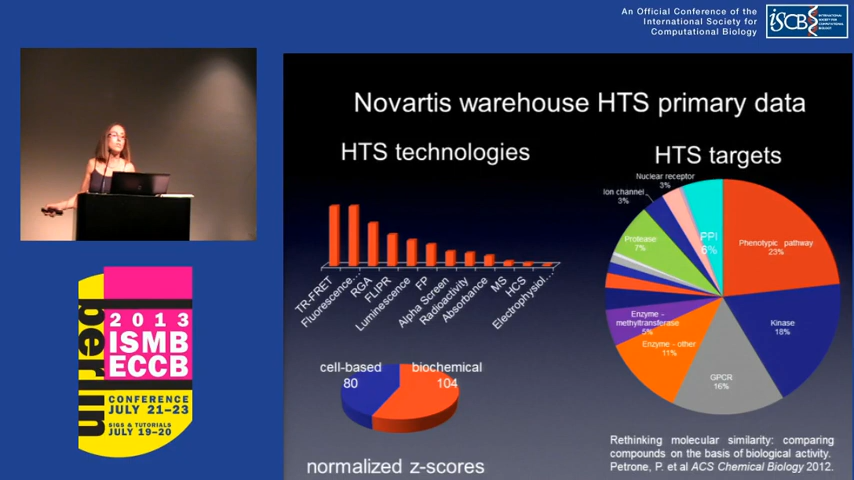 An Official Conference of the
International Society for
Computational Biology
ISCB
INTERNATIONAL
SOCIETY FOR
COMPUTATIONAL
BIOLOGY
Novartis warehouse HTS primary data
HTS technologies
HTS targets
TR-FRET
Fluorescence...
RGA
FLIPR
Luminescence
FP
Alpha Screen
Radioactivity
Absorbance
MS
HCS
Electrophysiol...
cell-based
80
biochemical
104
normalized z-scores
Nuclear receptor
3%
Ion channel
3%
Protease
7%
PPI
6%
Phenotypic pathway
23%
Kinase
18%
GPCR
16%
Enzyme - other
11%
Enzyme -
methyltransferase
5%
Rethinking molecular similarity: comparing
compounds on the basis of biological activity.
Petrone, P. et al ACS Chemical Biology 2012.
berlin
2013
ISMB
ECCB
CONFERENCE
JULY 21-23
SIGS & TUTORIALS
JULY 19-20